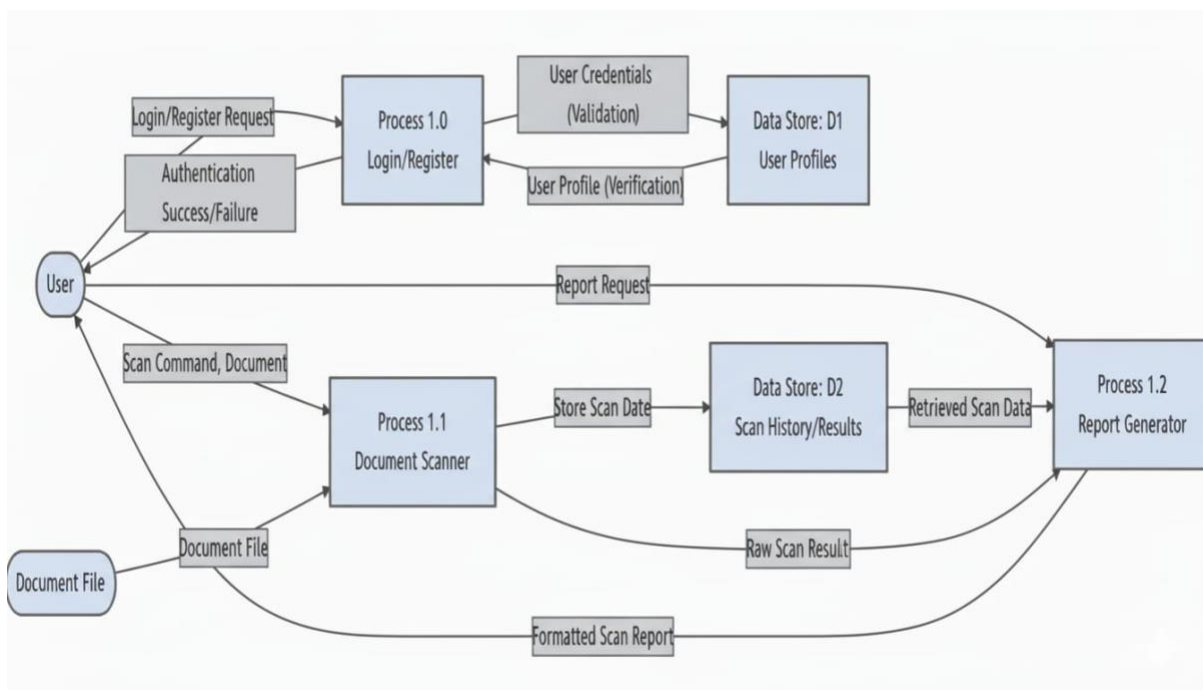 User Credentials
(Validation)
Login/Register Request
Process 1.0
Login/Register
Data Store: D1
User Profiles
Authentication
Success/Failure
User Profile (Verification)
User
Report Request
Scan Command, Document
Process 1.1
Document Scanner
Store Scan Date
Data Store: D2
Scan History/Results
Retrieved Scan Data
Process 1.2
Report Generator
Document File
Document File
Raw Scan Result
Formatted Scan Report